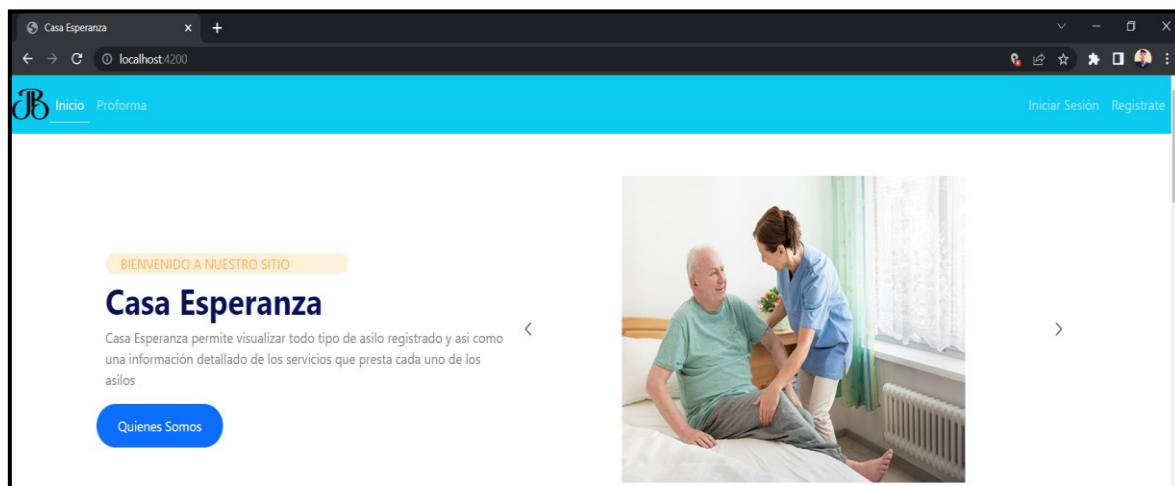 Casa Esperanza
localhost:4200
JB Inicio Proforma Iniciar Sesión Registrate
BIENVENIDO A NUESTRO SITIO
Casa Esperanza
Casa Esperanza permite visualizar todo tipo de asilo registrado y asi como
una información detallado de los servicios que presta cada uno de los
asilos
Quienes Somos